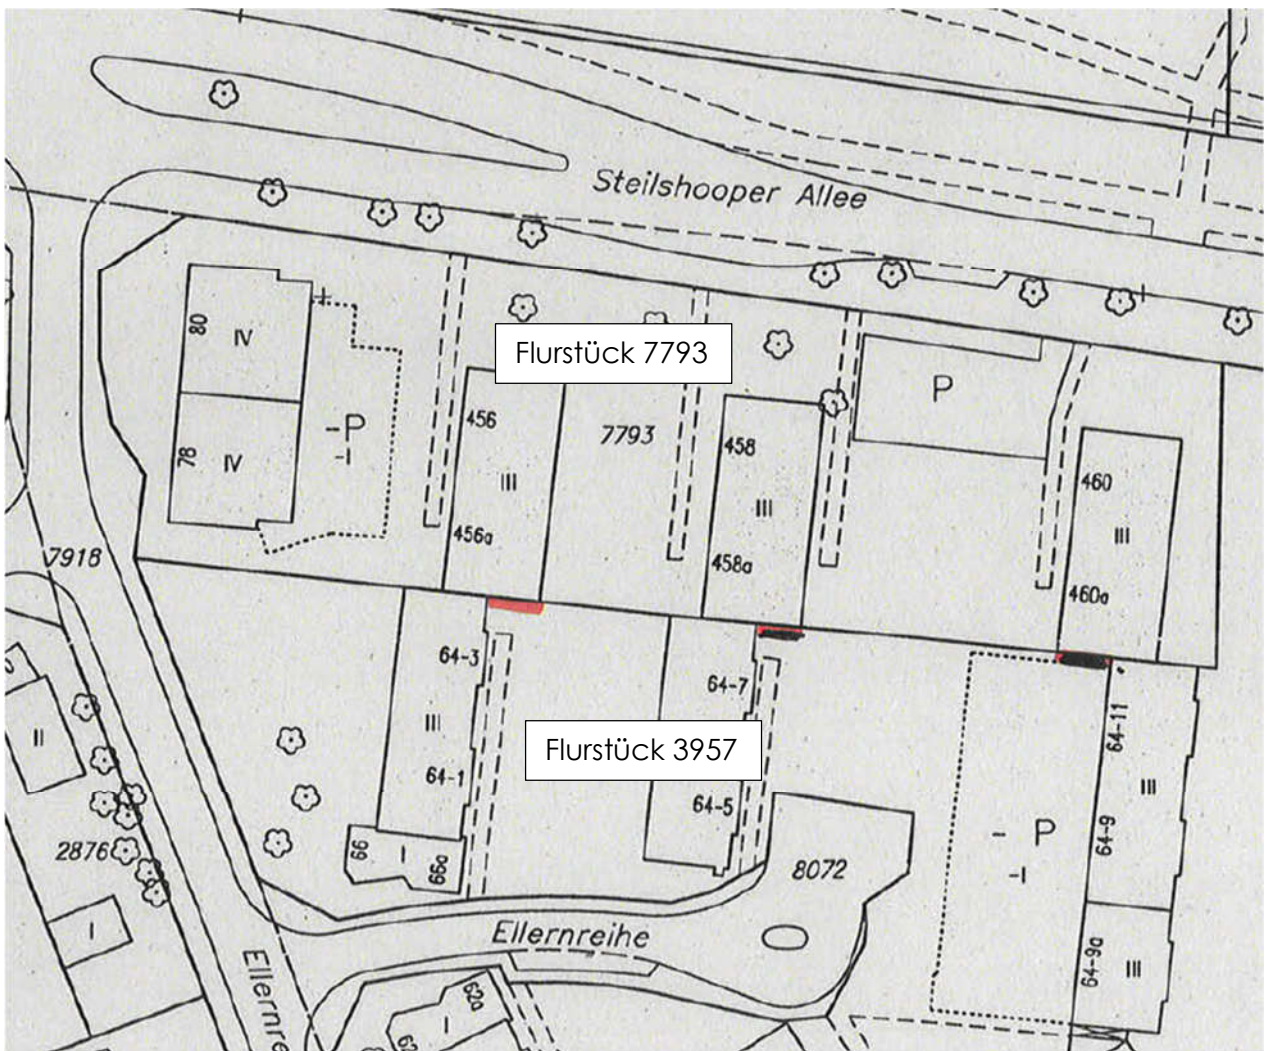 Steilshooper Allee
80
IV
Flurstück 7793
P
-P
-I
456
7793
458
460
78
IV
III
III
III
456a
458a
460a
7918
64-3
64-7
64-11
III
II
Flurstück 3957
64-1
64-5
III
- P
-I
64-9
2876
66
I
66a
8072
I
Ellernreihe
64-9a
III
62a
I